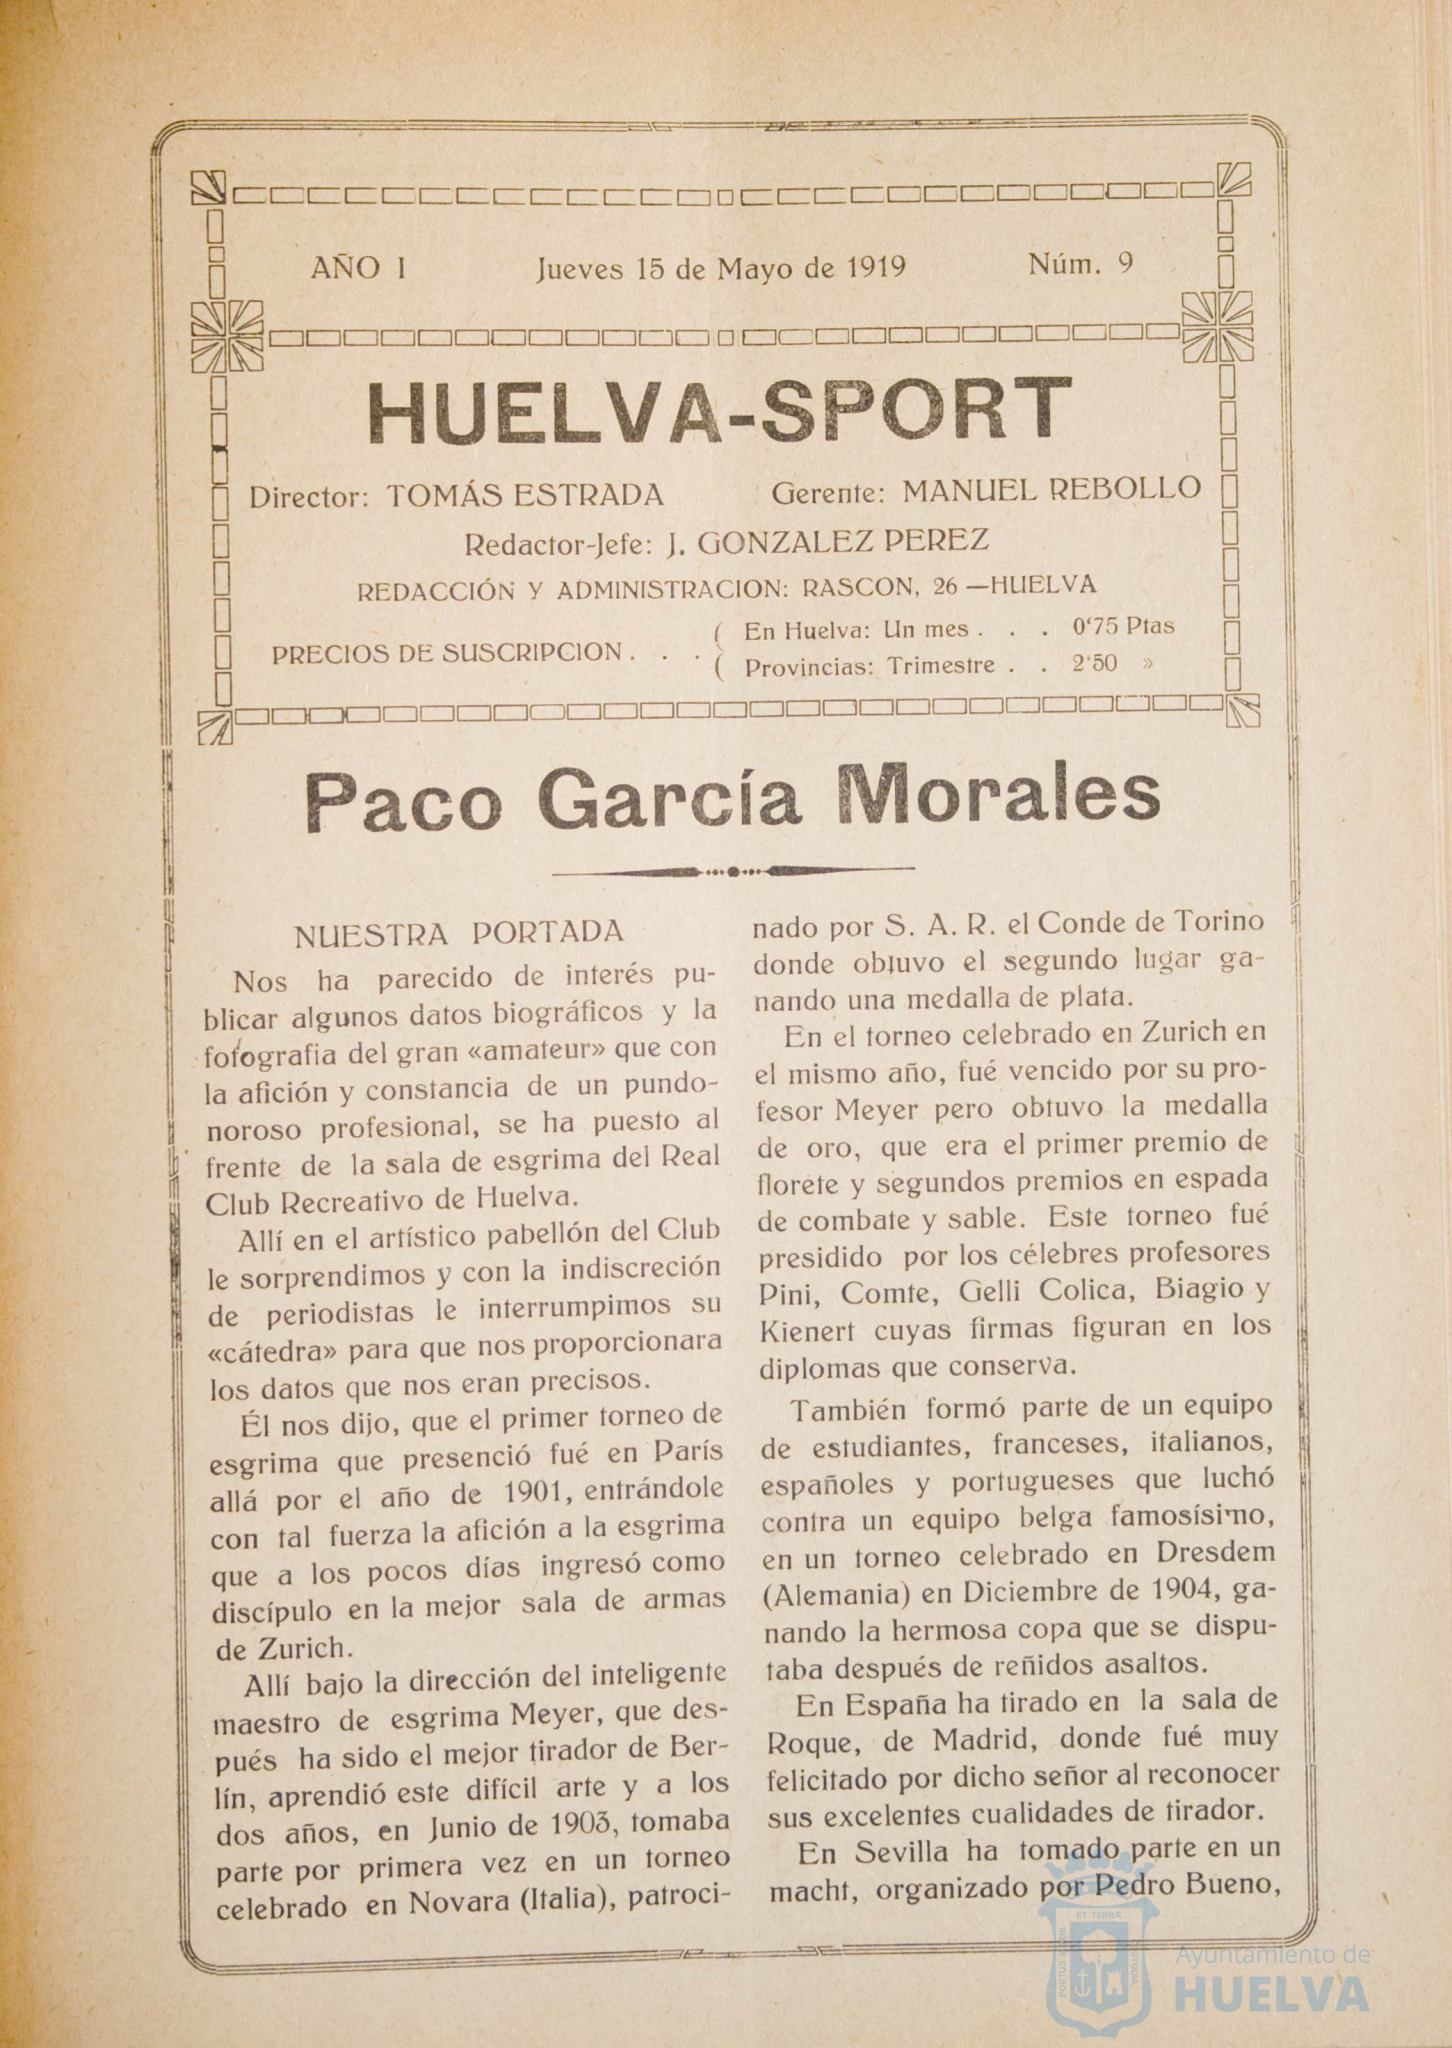 AÑO I Jueves 15 de Mayo de 1919 Núm. 9
HUELVA-SPORT
Director: TOMÁS ESTRADA Gerente: MANUEL REBOLLO
Redactor-Jefe: J. GONZALEZ PEREZ
REDACCIÓN Y ADMINISTRACION: RASCON, 26 —HUELVA
PRECIOS DE SUSCRIPCION . . . ( En Huelva: Un mes . . . 0'75 Ptas
( Provincias: Trimestre . . 2'50 »
Paco García Morales
NUESTRA PORTADA
Nos ha parecido de interés pu-
blicar algunos datos biográficos y la
fotografia del gran «amateur» que con
la afición y constancia de un pundo-
noroso profesional, se ha puesto al
frente de la sala de esgrima del Real
Club Recreativo de Huelva.
Allí en el artístico pabellón del Club
le sorprendimos y con la indiscreción
de periodistas le interrumpimos su
«cátedra» para que nos proporcionara
los datos que nos eran precisos.
Él nos dijo, que el primer torneo de
esgrima que presenció fué en París
allá por el año de 1901, entrándole
con tal fuerza la afición a la esgrima
que a los pocos días ingresó como
discípulo en la mejor sala de armas
de Zurich.
Allí bajo la dirección del inteligente
maestro de esgrima Meyer, que des-
pués ha sido el mejor tirador de Ber-
lín, aprendió este difícil arte y a los
dos años, en Junio de 1903, tomaba
parte por primera vez en un torneo
celebrado en Novara (Italia), patroci-
nado por S. A. R. el Conde de Torino
donde obtuvo el segundo lugar ga-
nando una medalla de plata.
En el torneo celebrado en Zurich en
el mismo año, fué vencido por su pro-
fesor Meyer pero obtuvo la medalla
de oro, que era el primer premio de
florete y segundos premios en espada
de combate y sable. Este torneo fué
presidido por los célebres profesores
Pini, Comte, Gelli Colica, Biagio y
Kienert cuyas firmas figuran en los
diplomas que conserva.
También formó parte de un equipo
de estudiantes, franceses, italianos,
españoles y portugueses que luchó
contra un equipo belga famosísimo,
en un torneo celebrado en Dresdem
(Alemania) en Diciembre de 1904, ga-
nando la hermosa copa que se dispu-
taba después de reñidos asaltos.
En España ha tirado en la sala de
Roque, de Madrid, donde fué muy
felicitado por dicho señor al reconocer
sus excelentes cualidades de tirador.
En Sevilla ha tomado parte en un
macht, organizado por Pedro Bueno,
PORTUS MARIS ET TERRÆ CUSTODIA
Ayuntamiento de
HUELVA